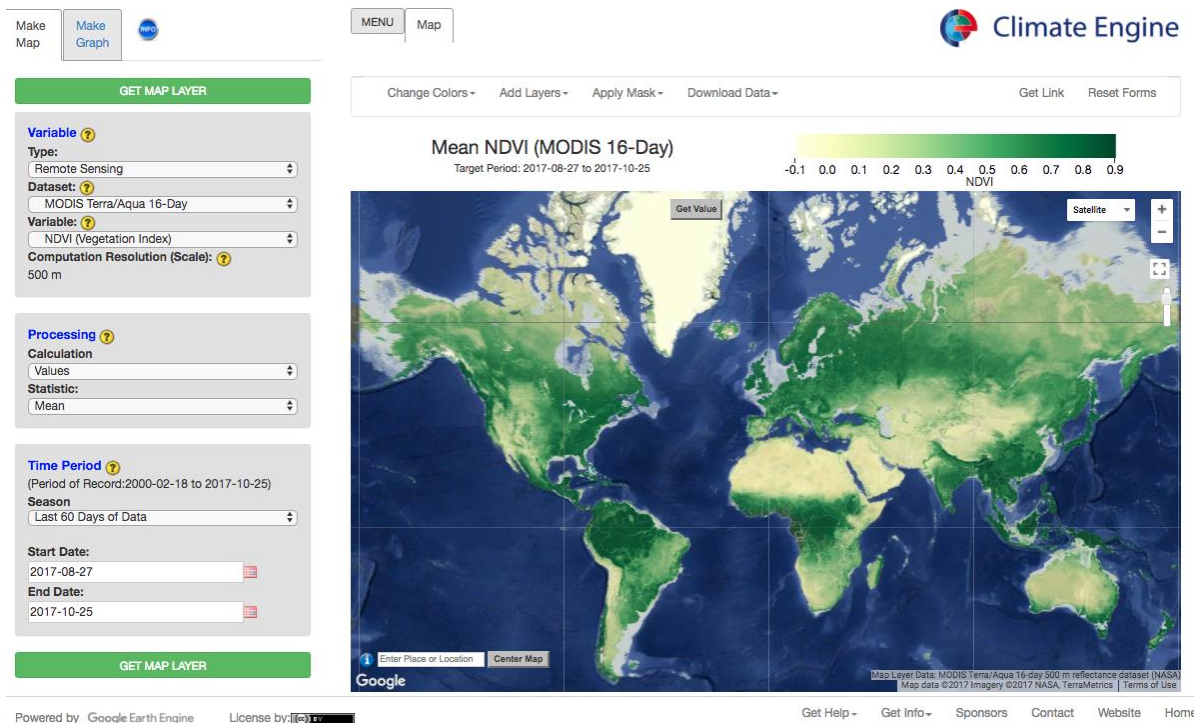 Make
Map
Make
Graph
INFO
MENU
Map
Climate Engine
GET MAP LAYER
Change Colors
Add Layers
Apply Mask
Download Data
Get Link
Reset Forms
Variable ?
Type:
Remote Sensing
Dataset: ?
MODIS Terra/Aqua 16-Day
Variable: ?
NDVI (Vegetation Index)
Computation Resolution (Scale): ?
500 m
Processing ?
Calculation
Values
Statistic:
Mean
Time Period ?
(Period of Record:2000-02-18 to 2017-10-25)
Season
Last 60 Days of Data
Start Date:
2017-08-27
End Date:
2017-10-25
GET MAP LAYER
Mean NDVI (MODIS 16-Day)
Target Period: 2017-08-27 to 2017-10-25
-0.1 0.0 0.1 0.2 0.3 0.4 0.5 0.6 0.7 0.8 0.9
NDVI
Get Value
Satellite
+
−
i Enter Place or Location Center Map
Google
Map Layer Data: MODIS Terra/Aqua 16-day 500 m reflectance dataset (NASA)
Map data ©2017 Imagery ©2017 NASA, TerraMetrics Terms of Use
Powered by Google Earth Engine License by: (cc) BY
Get Help Get Info Sponsors Contact Website Home